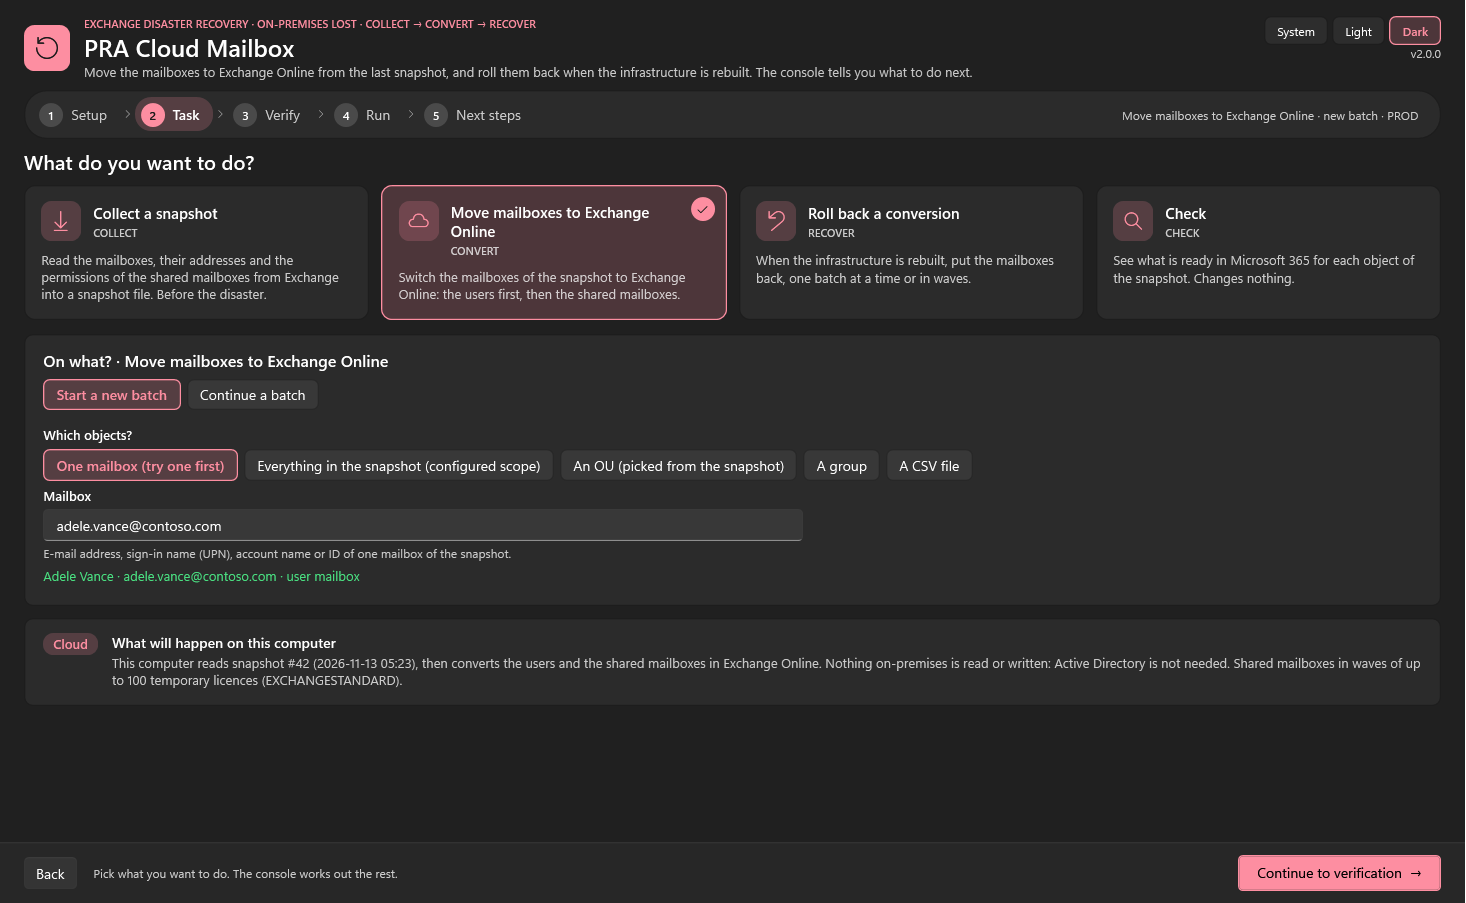 EXCHANGE DISASTER RECOVERY · ON-PREMISES LOST · COLLECT → CONVERT → RECOVER
PRA Cloud Mailbox
Move the mailboxes to Exchange Online from the last snapshot, and roll them back when the infrastructure is rebuilt. The console tells you what to do next.
System
Light
Dark
v2.0.0
1 Setup
2 Task
3 Verify
4 Run
5 Next steps
Move mailboxes to Exchange Online · new batch · PROD
What do you want to do?
Collect a snapshot
COLLECT
Read the mailboxes, their addresses and the
permissions of the shared mailboxes from Exchange
into a snapshot file. Before the disaster.
Move mailboxes to Exchange
Online
CONVERT
Switch the mailboxes of the snapshot to Exchange
Online: the users first, then the shared mailboxes.
Roll back a conversion
RECOVER
When the infrastructure is rebuilt, put the mailboxes
back, one batch at a time or in waves.
Check
CHECK
See what is ready in Microsoft 365 for each object of
the snapshot. Changes nothing.
On what? · Move mailboxes to Exchange Online
Start a new batch
Continue a batch
Which objects?
One mailbox (try one first)
Everything in the snapshot (configured scope)
An OU (picked from the snapshot)
A group
A CSV file
Mailbox
adele.vance@contoso.com
E-mail address, sign-in name (UPN), account name or ID of one mailbox of the snapshot.
Adele Vance · adele.vance@contoso.com · user mailbox
Cloud
What will happen on this computer
This computer reads snapshot #42 (2026-11-13 05:23), then converts the users and the shared mailboxes in Exchange Online. Nothing on-premises is read or written: Active Directory is not needed. Shared mailboxes in waves of up
to 100 temporary licences (EXCHANGESTANDARD).
Back
Pick what you want to do. The console works out the rest.
Continue to verification →